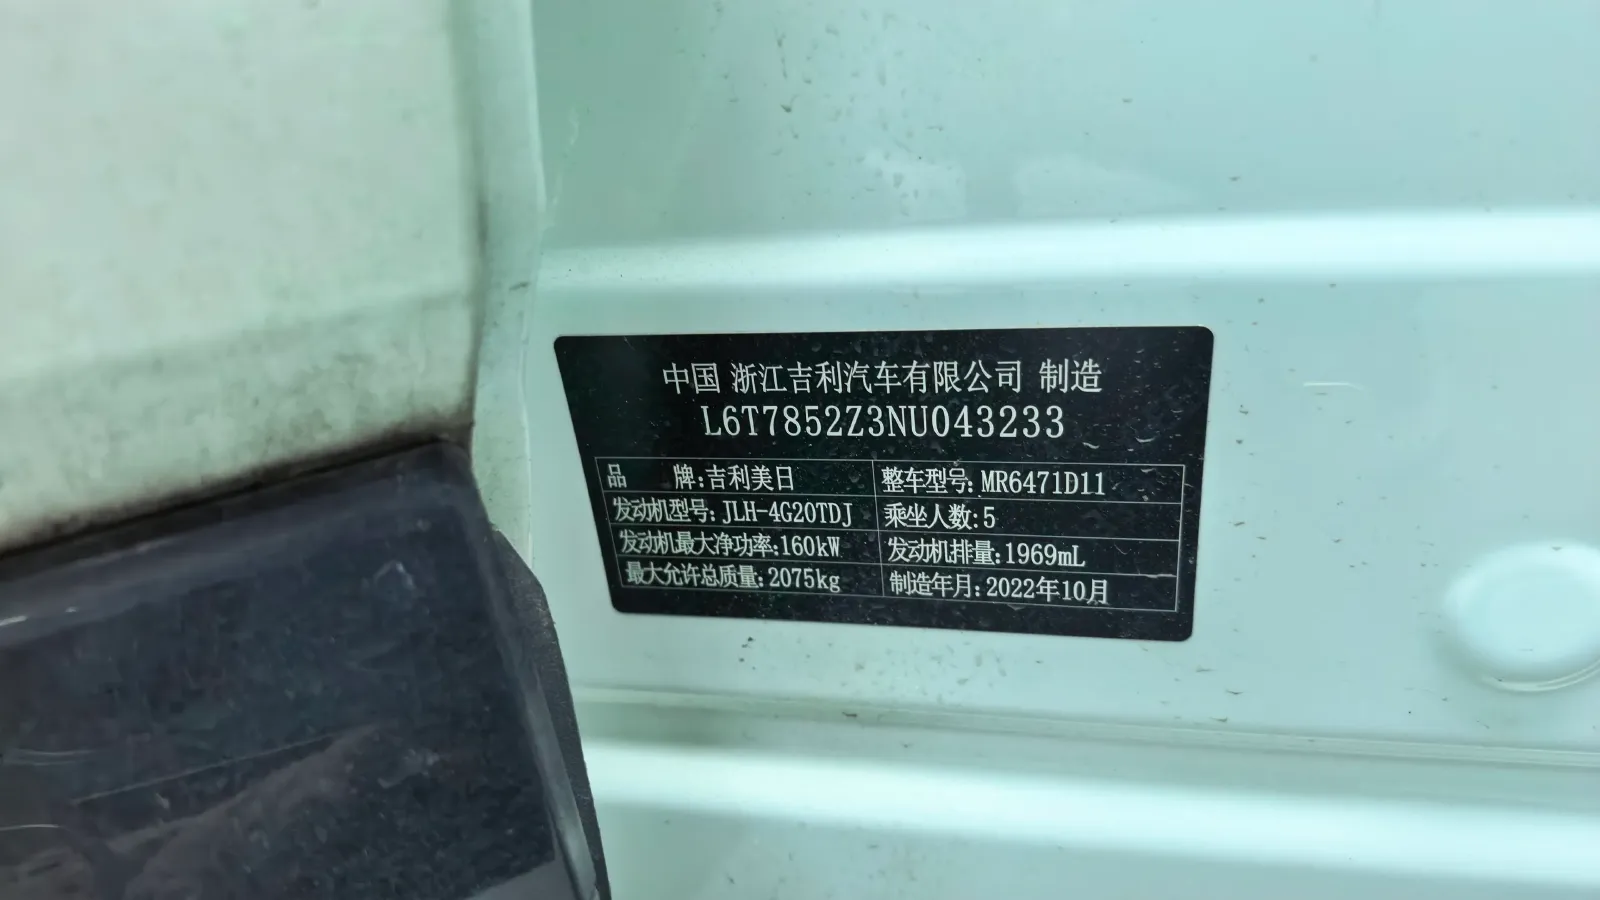 中国 浙江吉利汽车有限公司 制造
L6T7852Z3NU043233
品 牌:吉利美日 整车型号:MR6471D11
发动机型号:JLH-4G20TDJ 乘坐人数:5
发动机最大净功率:160kW 发动机排量:1969mL
最大允许总质量:2075kg 制造年月:2022年10月